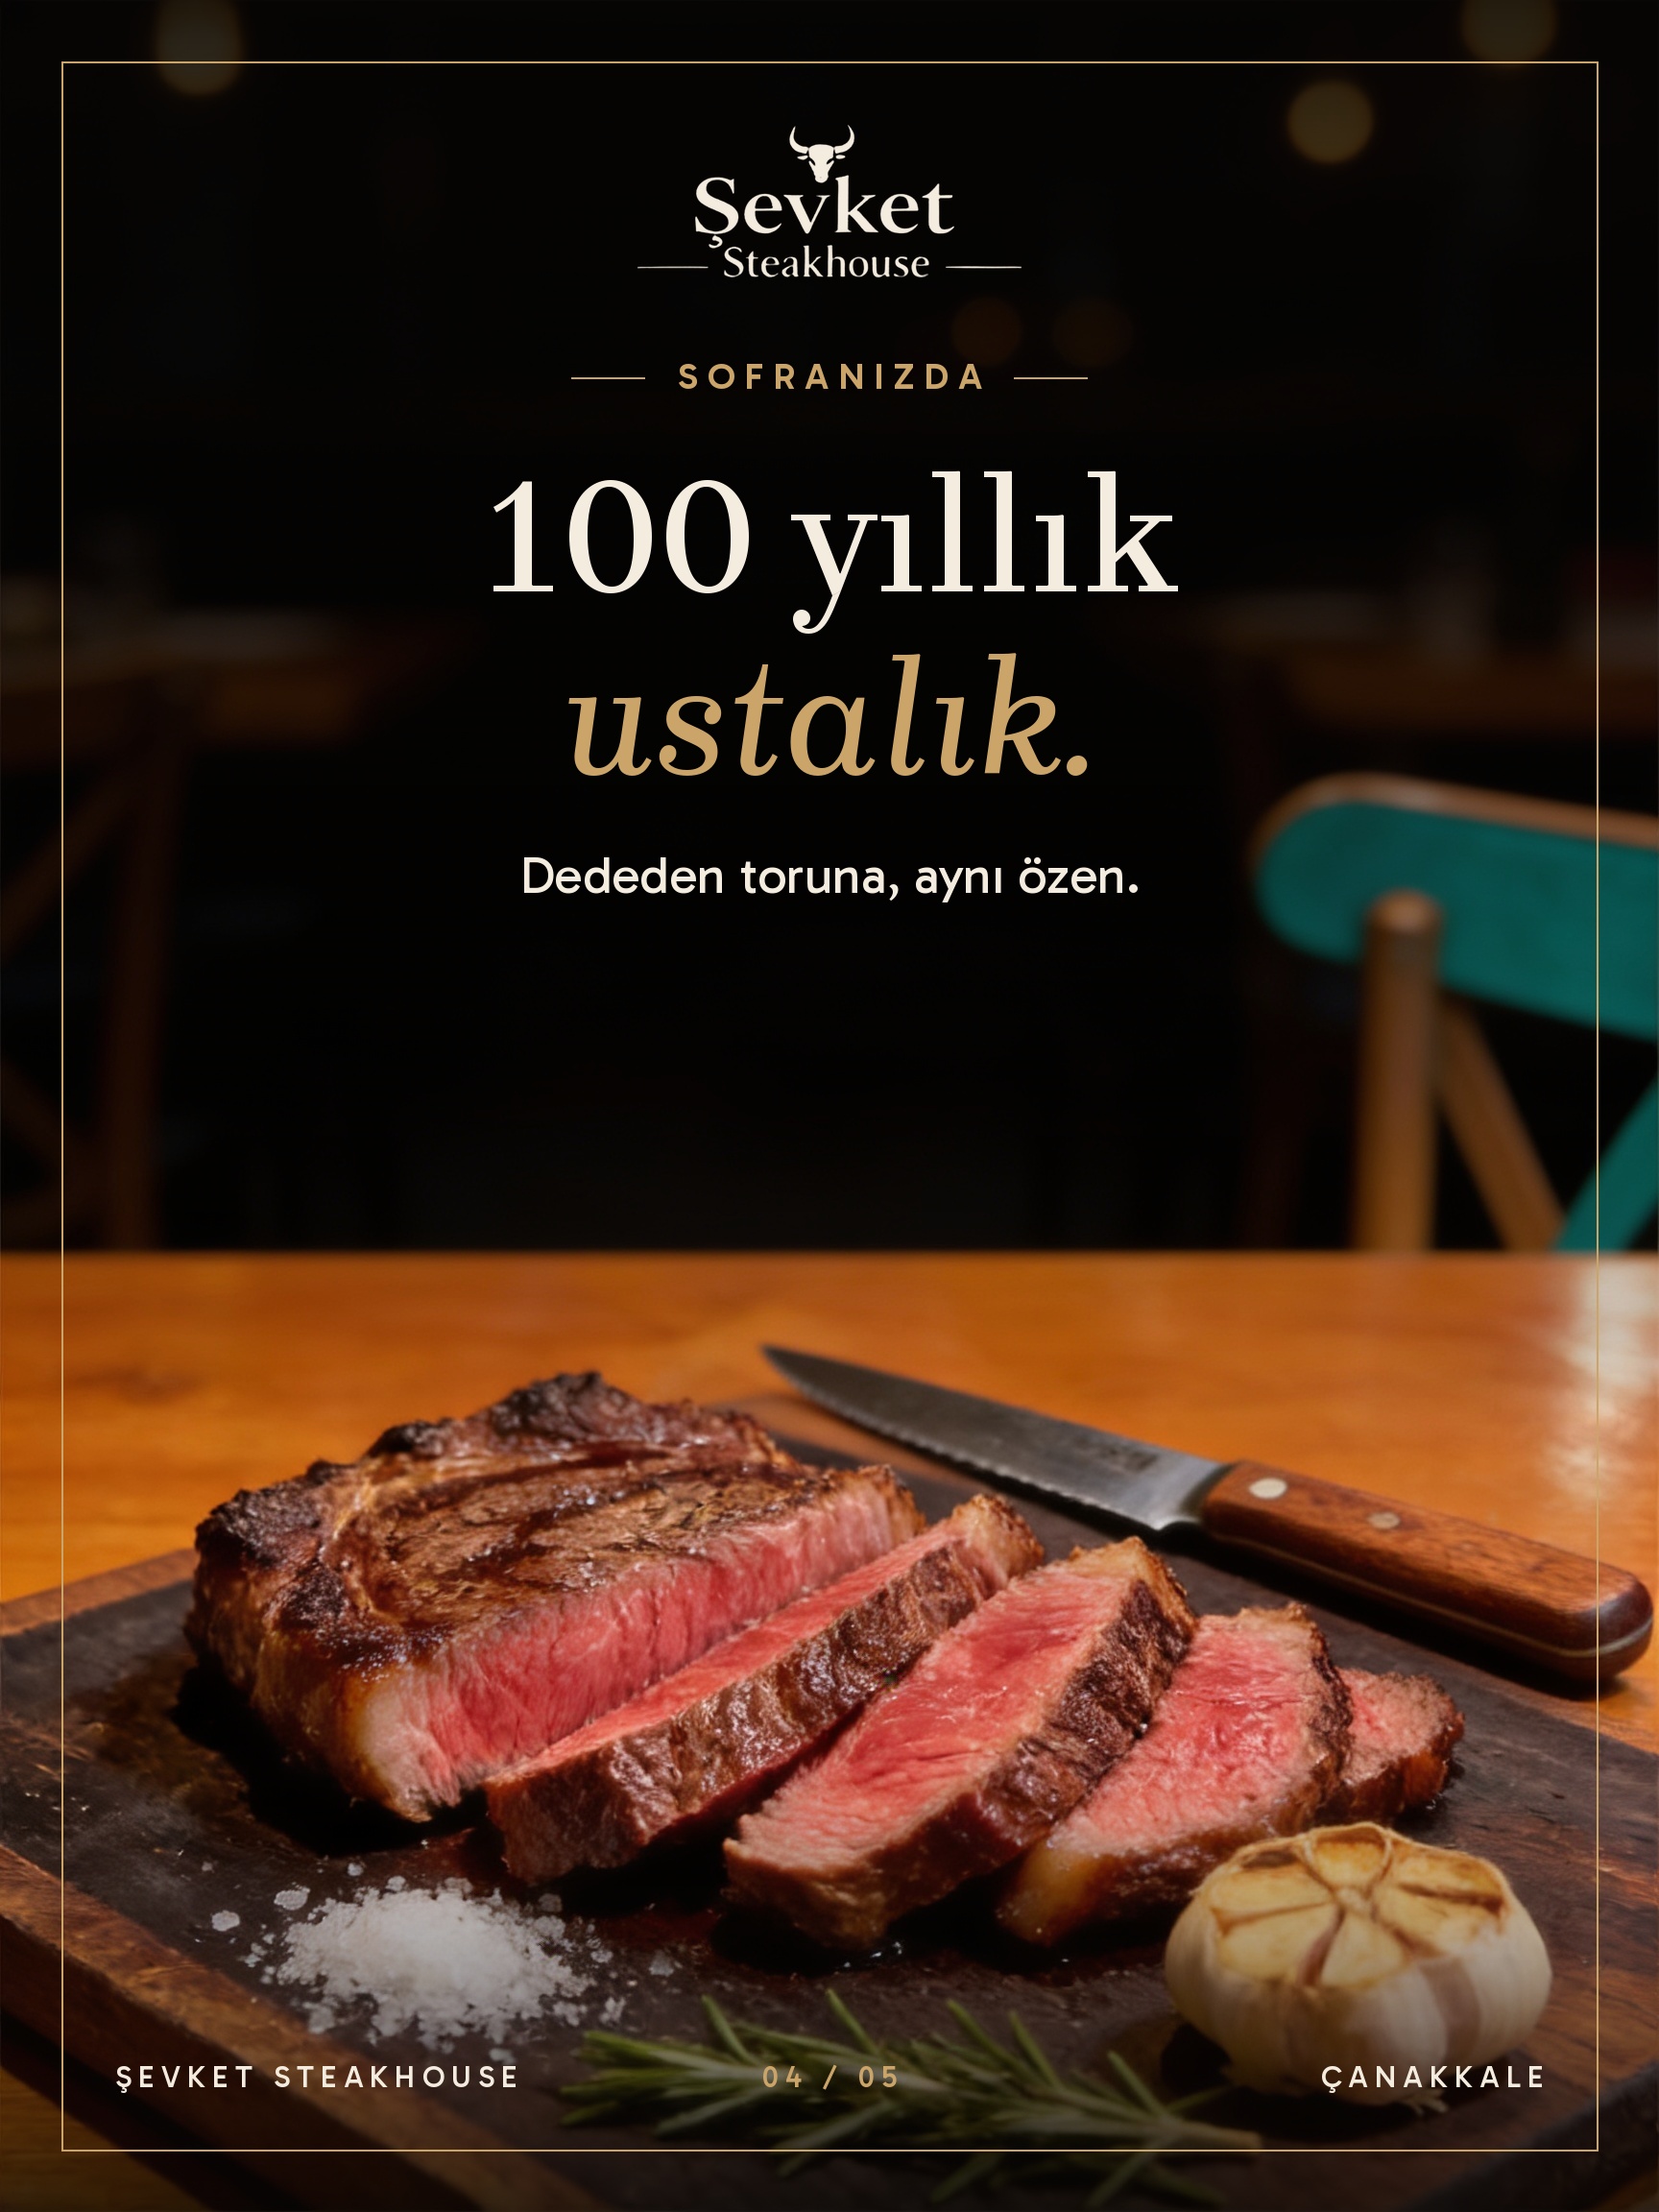 Şevket
Steakhouse
SOFRANIZDA
100 yıllık
ustalık.
Dededen toruna, aynı özen.
ŞEVKET STEAKHOUSE
04 / 05
ÇANAKKALE